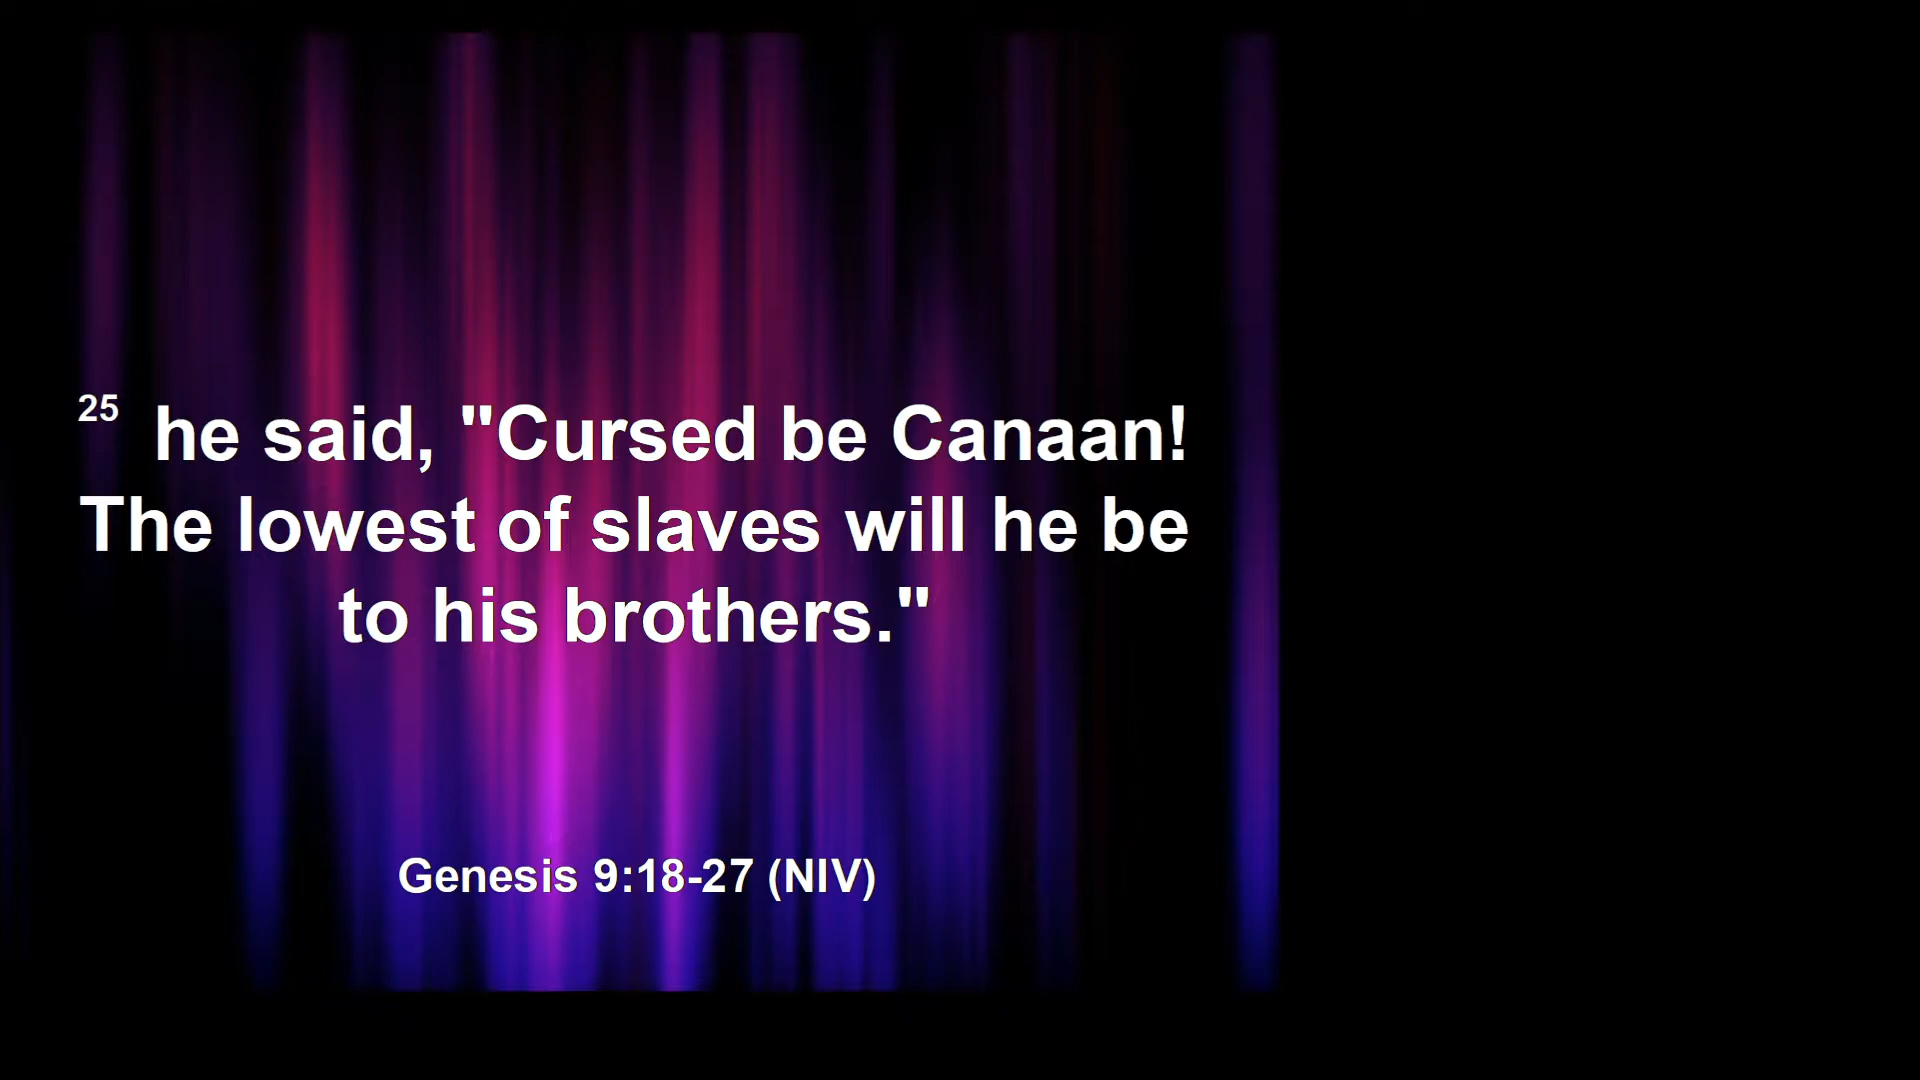 25 he said, "Cursed be Canaan!
The lowest of slaves will he be
to his brothers."
Genesis 9:18-27 (NIV)